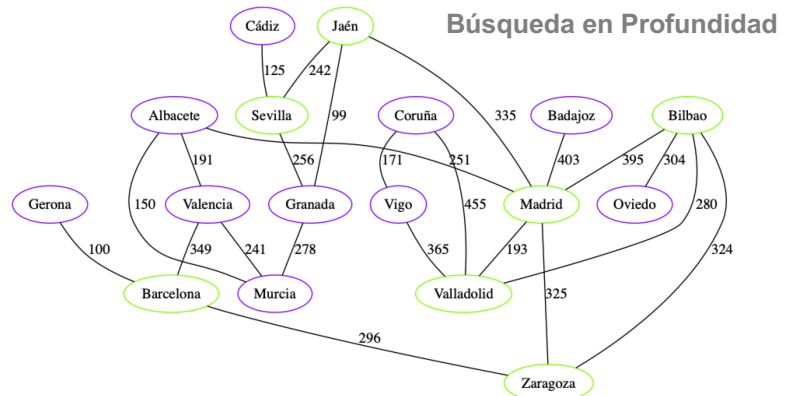 Búsqueda en Profundidad
Cádiz
Jaén
125
242
Albacete
Sevilla
99
Coruña
335
Badajoz
Bilbao
191
256
171
251
403
395
304
Gerona
150
Valencia
Granada
Vigo
455
Madrid
Oviedo
280
100
349
241
278
365
193
324
Barcelona
Murcia
Valladolid
325
296
Zaragoza